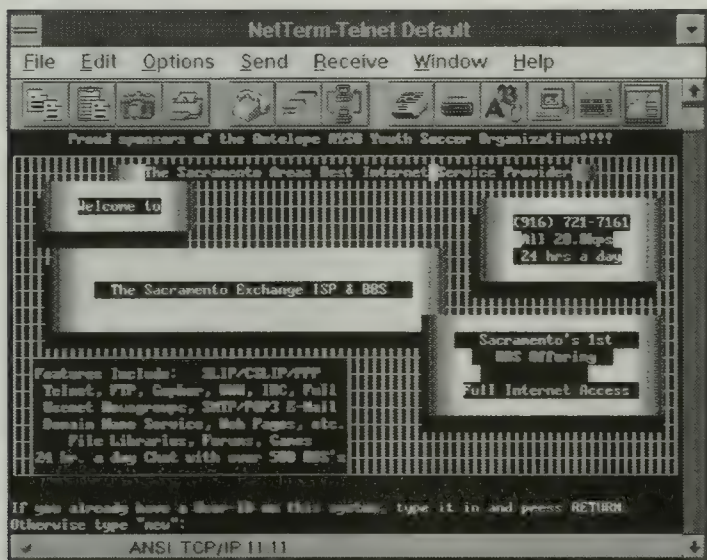 NetTerm-Telnet Default
File Edit Options Send Receive Window Help
Proud sponsors of the Antelope AYSO Youth Soccer Organization!!!!
The Sacramento Areas Best Internet Service Provider
Welcome to
(916) 721-7161
All 28.8kps
24 hrs a day
The Sacramento Exchange ISP & BBS
Sacramento's 1st
BBS Offering
Full Internet Access
Features Include: SLIP/CSLIP/PPP
Telnet, FTP, Gopher, WWW, IRC, Full
Usenet Newsgroups, SMTP/POP3 E-Mail
Domain Name Service, Web Pages, etc.
File Libraries, Forums, Games
24 hr. a day Chat with over 500 BBS's
If you already have a User-ID on this system, type it in and press RETURN.
Otherwise type "new":
ANSI TCP/IP 11 11